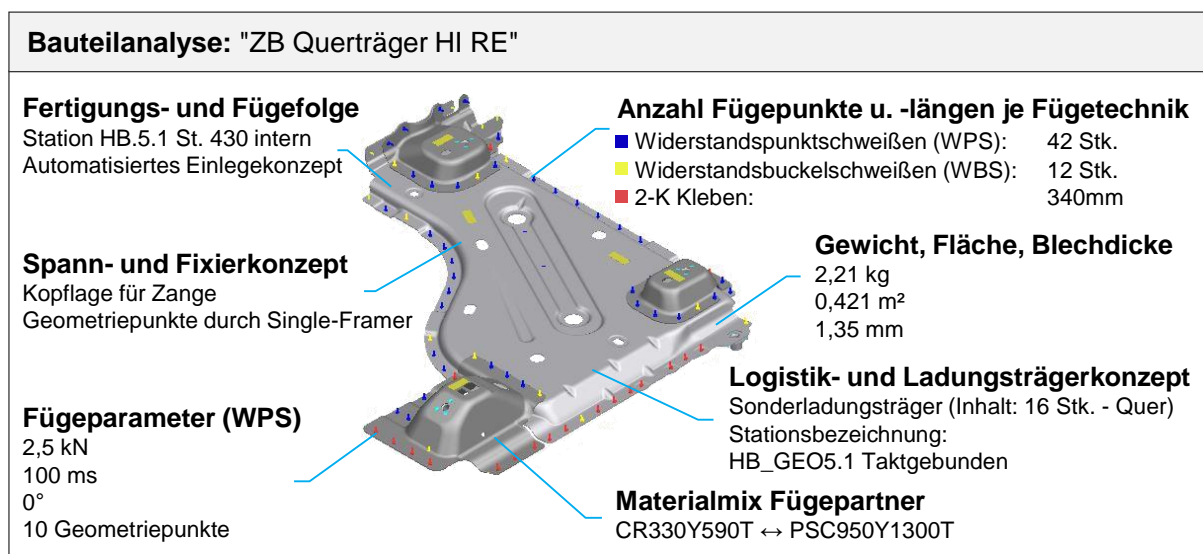 Bauteilanalyse: "ZB Querträger HI RE"
Fertigungs- und Fügefolge
Station HB.5.1 St. 430 intern
Automatisiertes Einlegekonzept
Spann- und Fixierkonzept
Kopflage für Zange
Geometriepunkte durch Single-Framer
Fügeparameter (WPS)
2,5 kN
100 ms
0°
10 Geometriepunkte
Anzahl Fügepunkte u. -längen je Fügetechnik
Widerstandspunktschweißen (WPS): 42 Stk.
Widerstandsbuckelschweißen (WBS): 12 Stk.
2-K Kleben: 340mm
Gewicht, Fläche, Blechdicke
2,21 kg
0,421 m²
1,35 mm
Logistik- und Ladungsträgerkonzept
Sonderladungsträger (Inhalt: 16 Stk. - Quer)
Stationsbezeichnung:
HB_GEO5.1 Taktgebunden
Materialmix Fügepartner
CR330Y590T ↔ PSC950Y1300T